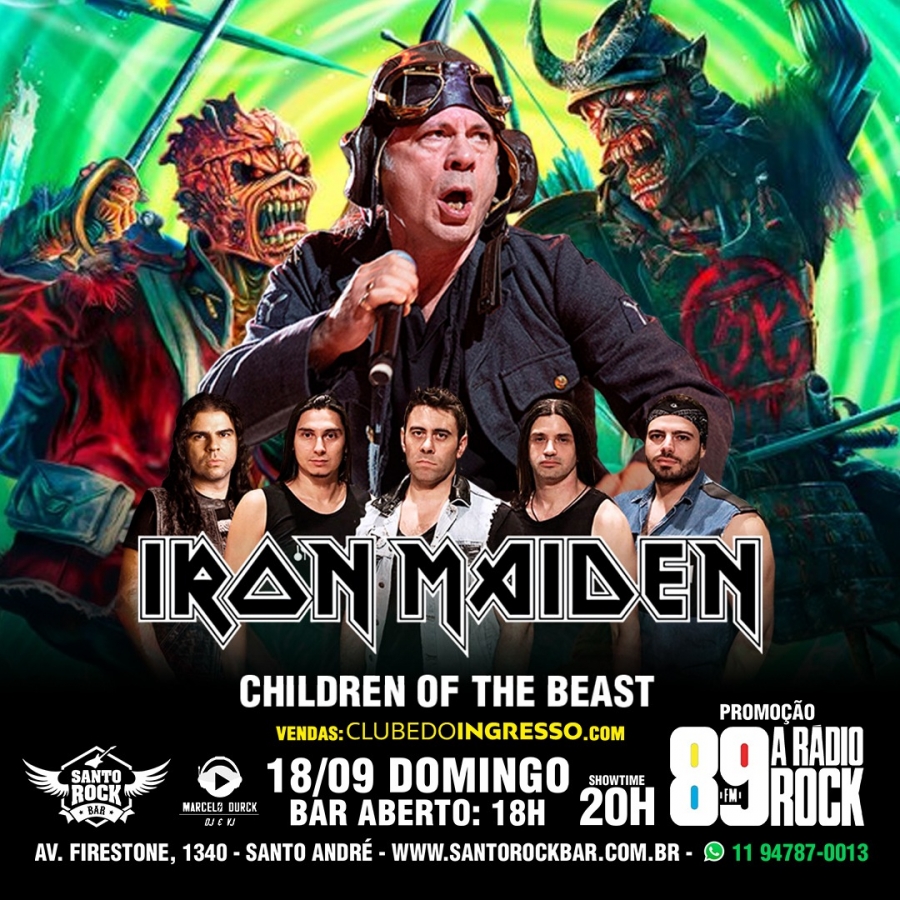 IRON MAIDEN
CHILDREN OF THE BEAST
VENDAS: CLUBEDOINGRESSO.COM
PROMOÇÃO
89 FM A RÁDIO ROCK
SANTO ROCK BAR
MARCELO DURCK
DJ E VJ
18/09 DOMINGO
BAR ABERTO: 18H
SHOWTIME
20H
AV. FIRESTONE, 1340 - SANTO ANDRÉ - WWW.SANTOROCKBAR.COM.BR - 11 94787-0013